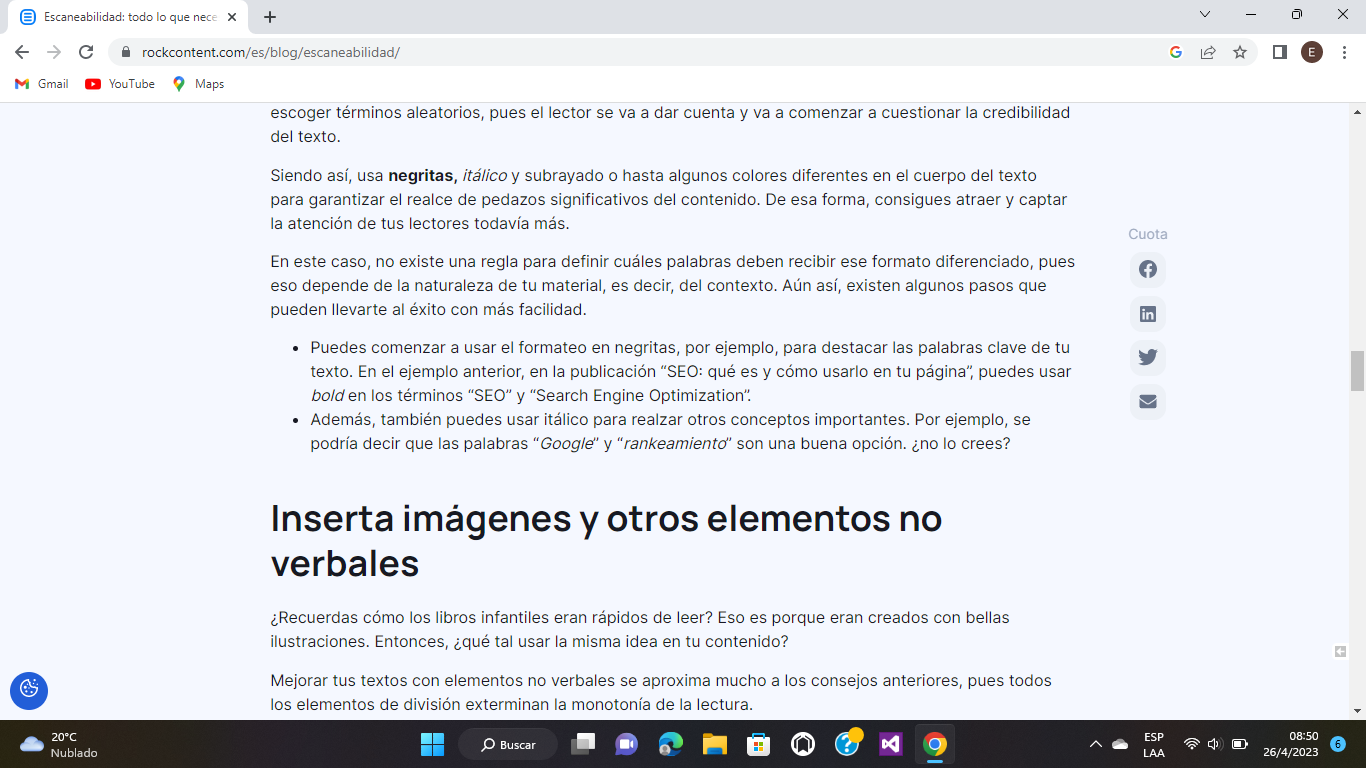 Escaneabilidad: todo lo que nece
rockcontent.com/es/blog/escaneabilidad/
E
Gmail
YouTube
Maps
escoger términos aleatorios, pues el lector se va a dar cuenta y va a comenzar a cuestionar la credibilidad
del texto.
Siendo así, usa negritas, itálico y subrayado o hasta algunos colores diferentes en el cuerpo del texto
para garantizar el realce de pedazos significativos del contenido. De esa forma, consigues atraer y captar
la atención de tus lectores todavía más.
Cuota
En este caso, no existe una regla para definir cuáles palabras deben recibir ese formato diferenciado, pues
eso depende de la naturaleza de tu material, es decir, del contexto. Aún así, existen algunos pasos que
pueden llevarte al éxito con más facilidad.
• Puedes comenzar a usar el formateo en negritas, por ejemplo, para destacar las palabras clave de tu
texto. En el ejemplo anterior, en la publicación “SEO: qué es y cómo usarlo en tu página”, puedes usar
bold en los términos “SEO” y “Search Engine Optimization”.
• Además, también puedes usar itálico para realzar otros conceptos importantes. Por ejemplo, se
podría decir que las palabras “Google” y “rankeamiento” son una buena opción. ¿no lo crees?
Inserta imágenes y otros elementos no
verbales
¿Recuerdas cómo los libros infantiles eran rápidos de leer? Eso es porque eran creados con bellas
ilustraciones. Entonces, ¿qué tal usar la misma idea en tu contenido?
Mejorar tus textos con elementos no verbales se aproxima mucho a los consejos anteriores, pues todos
los elementos de división exterminan la monotonía de la lectura.
20°C
Nublado
Buscar
ESP
LAA
08:50
26/4/2023
6